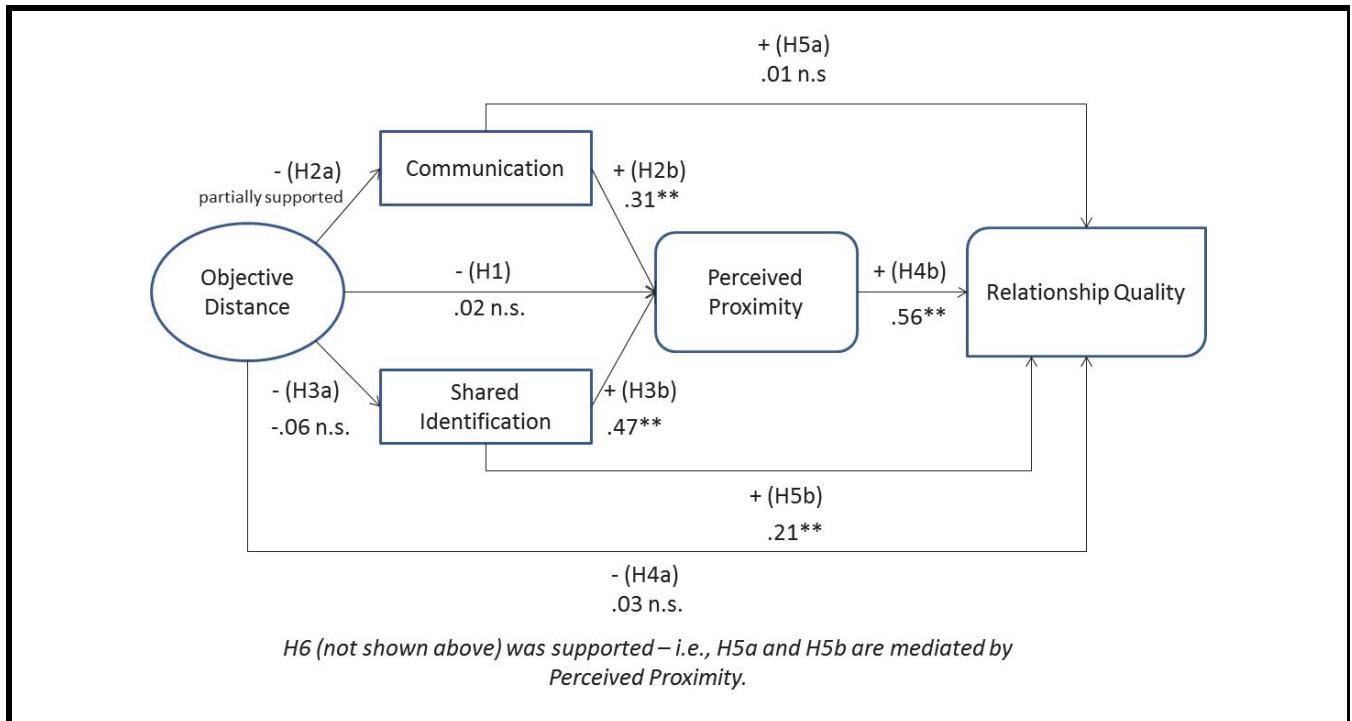 + (H5a)
.01 n.s
- (H2a)
partially supported
Communication
+ (H2b)
.31**
Objective
Distance
- (H1)
.02 n.s.
Perceived
Proximity
+ (H4b)
.56**
Relationship Quality
- (H3a)
-.06 n.s.
Shared
Identification
+ (H3b)
.47**
+ (H5b)
.21**
- (H4a)
.03 n.s.
H6 (not shown above) was supported – i.e., H5a and H5b are mediated by
Perceived Proximity.